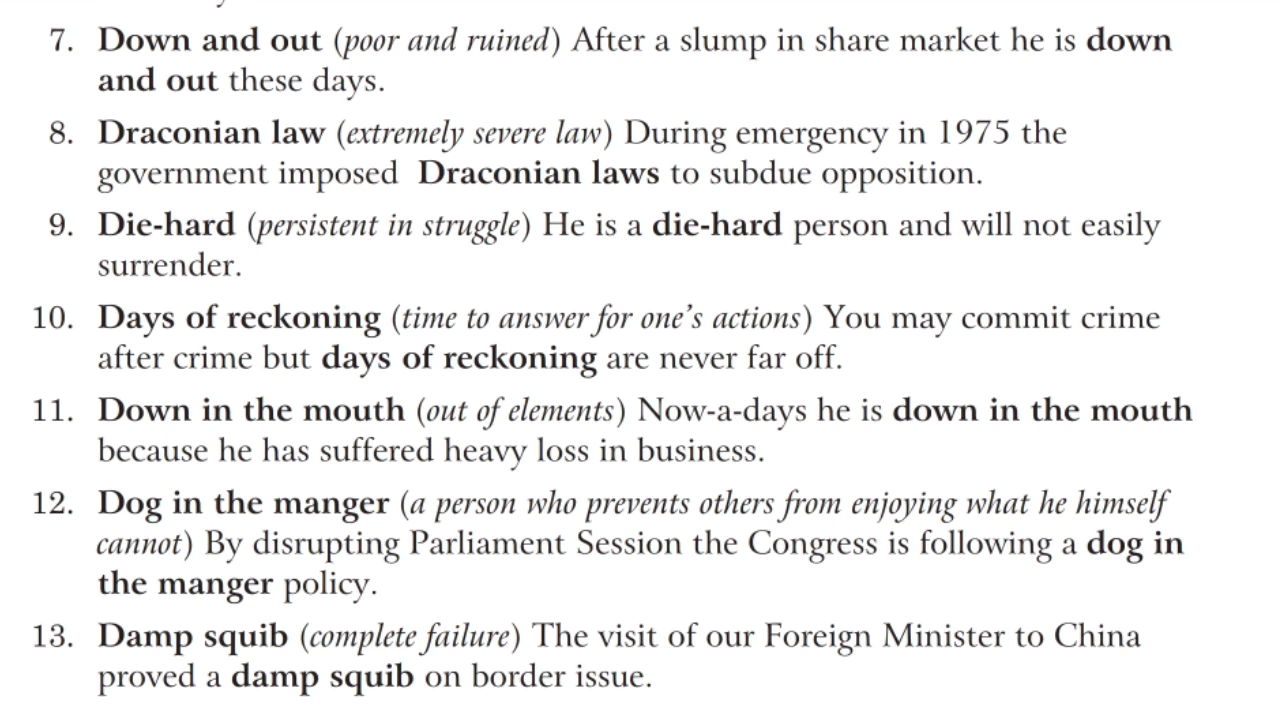 7. Down and out (poor and ruined) After a slump in share market he is down
and out these days.
8. Draconian law (extremely severe law) During emergency in 1975 the
government imposed Draconian laws to subdue opposition.
9. Die-hard (persistent in struggle) He is a die-hard person and will not easily
surrender.
10. Days of reckoning (time to answer for one's actions) You may commit crime
after crime but days of reckoning are never far off.
11. Down in the mouth (out of elements) Now-a-days he is down in the mouth
because he has suffered heavy loss in business.
12. Dog in the manger (a person who prevents others from enjoying what he himself
cannot) By disrupting Parliament Session the Congress is following a dog in
the manger policy.
13. Damp squib (complete failure) The visit of our Foreign Minister to China
proved a damp squib on border issue.